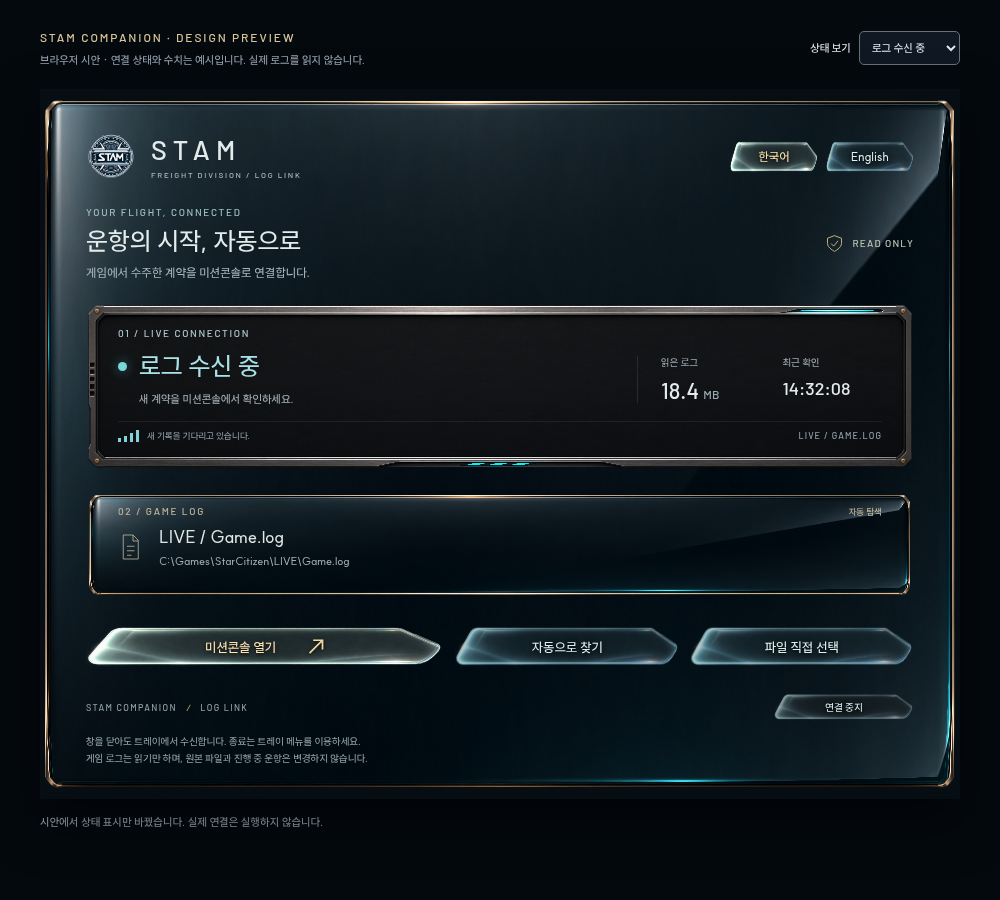 STAM COMPANION · DESIGN PREVIEW
브라우저 시안 · 연결 상태와 수치는 예시입니다. 실제 로그를 읽지 않습니다.
상태 보기
로그 수신 중
STAM
STAM
FREIGHT DIVISION / LOG LINK
한국어
English
YOUR FLIGHT, CONNECTED
운항의 시작, 자동으로
게임에서 수주한 계약을 미션콘솔로 연결합니다.
READ ONLY
01 / LIVE CONNECTION
로그 수신 중
새 계약을 미션콘솔에서 확인하세요.
읽은 로그
18.4 MB
최근 확인
14:32:08
새 기록을 기다리고 있습니다.
LIVE / GAME.LOG
02 / GAME LOG
자동 탐색
LIVE / Game.log
C:\Games\StarCitizen\LIVE\Game.log
미션콘솔 열기
자동으로 찾기
파일 직접 선택
STAM COMPANION / LOG LINK
연결 중지
창을 닫아도 트레이에서 수신합니다. 종료는 트레이 메뉴를 이용하세요.
게임 로그는 읽기만 하며, 원본 파일과 진행 중 운항은 변경하지 않습니다.
시안에서 상태 표시만 바꿨습니다. 실제 연결은 실행하지 않습니다.